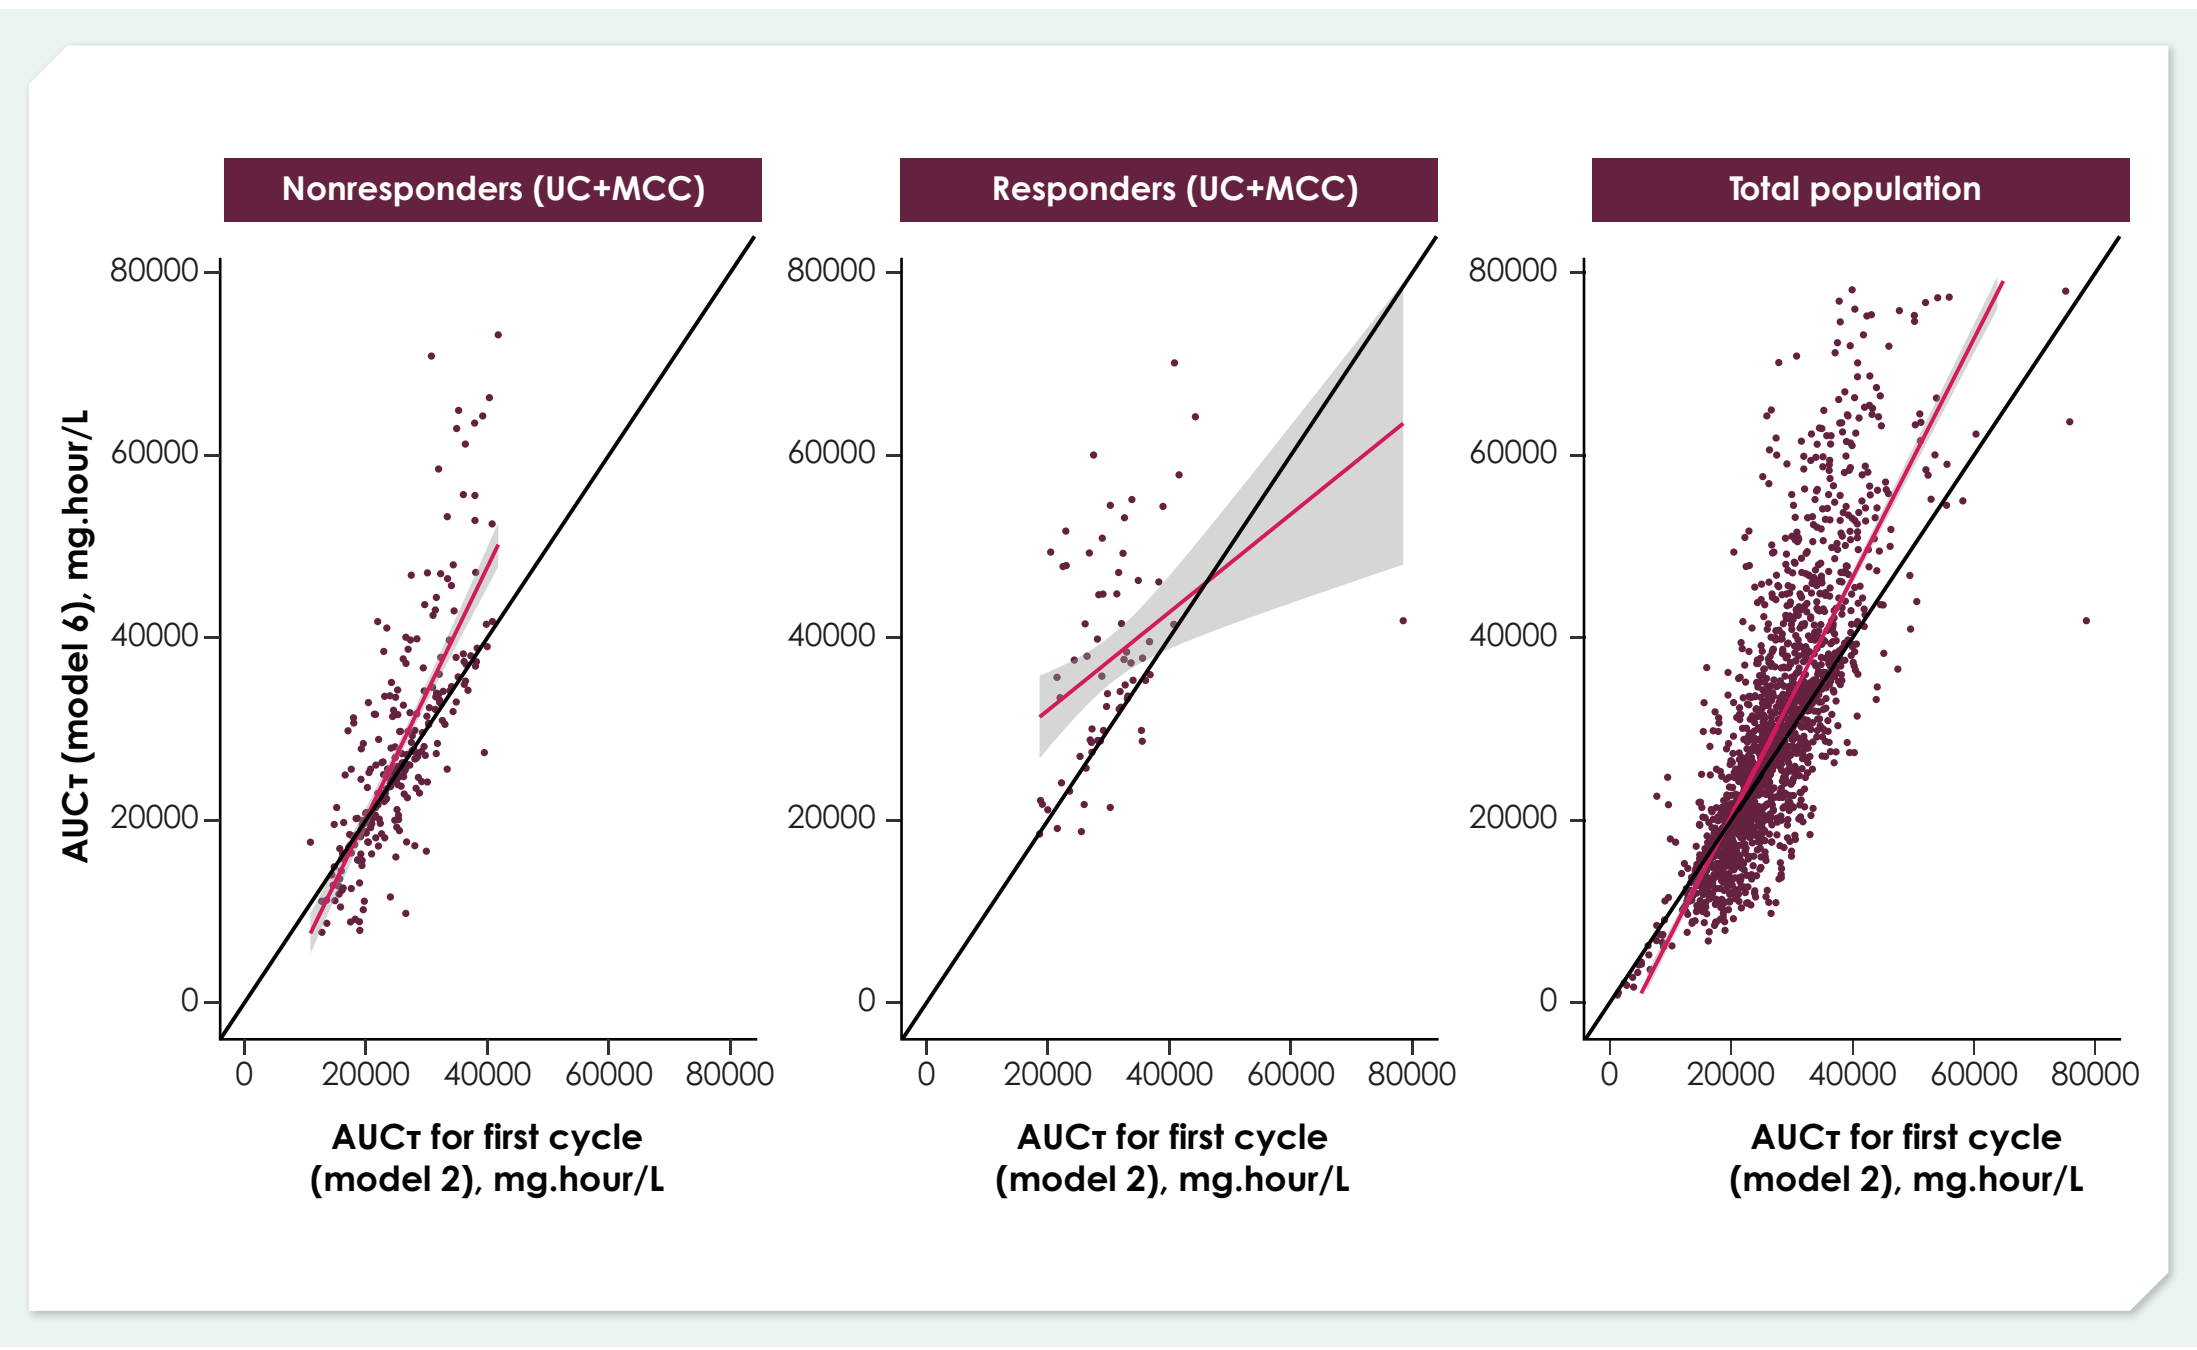 Nonresponders (UC+MCC)
Responders (UC+MCC)
Total population
AUCτ (model 6), mg.hour/L
80000
60000
40000
20000
0
80000
60000
40000
20000
0
80000
60000
40000
20000
0
0 20000 40000 60000 80000
0 20000 40000 60000 80000
0 20000 40000 60000 80000
AUCτ for first cycle
(model 2), mg.hour/L
AUCτ for first cycle
(model 2), mg.hour/L
AUCτ for first cycle
(model 2), mg.hour/L